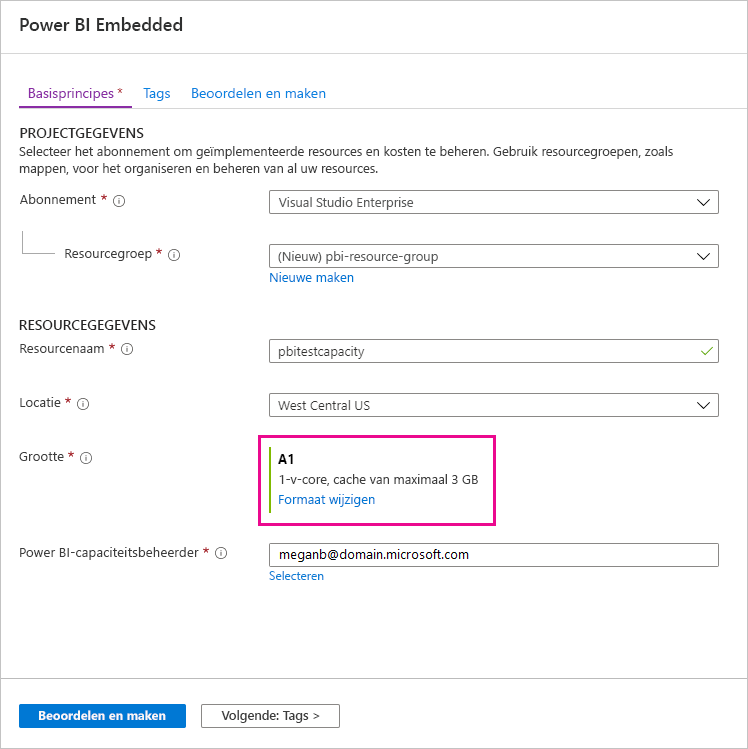 Power BI Embedded
Basisprincipes *
Tags
Beoordelen en maken
PROJECTGEGEVENS
Selecteer het abonnement om geïmplementeerde resources en kosten te beheren. Gebruik resourcegroepen, zoals
mappen, voor het organiseren en beheren van al uw resources.
Abonnement *
Visual Studio Enterprise
Resourcegroep *
(Nieuw) pbi-resource-group
Nieuwe maken
RESOURCEGEGEVENS
Resourcenaam *
pbitestcapacity
Locatie *
West Central US
Grootte *
A1
1-v-core, cache van maximaal 3 GB
Formaat wijzigen
Power BI-capaciteitsbeheerder *
meganb@domain.microsoft.com
Selecteren
Beoordelen en maken
Volgende: Tags >